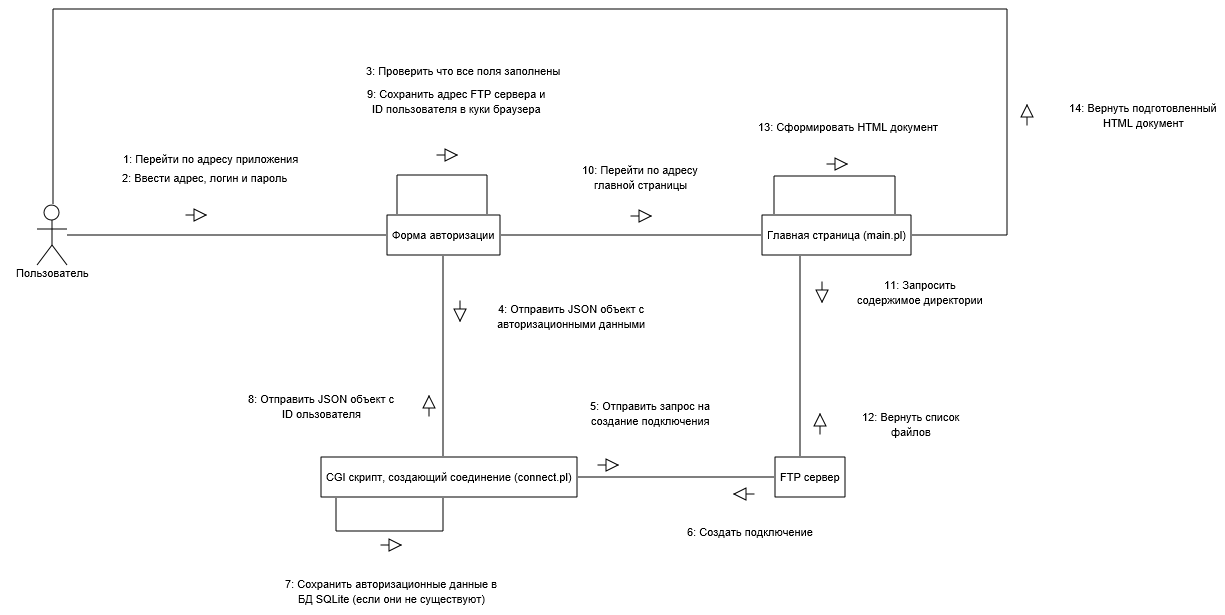 3: Проверить что все поля заполнены
9: Сохранить адрес FTP сервера и
ID пользователя в куки браузера
14: Вернуть подготовленный
HTML документ
13: Сформировать HTML документ
1: Перейти по адресу приложения
2: Ввести адрес, логин и пароль
10: Перейти по адресу
главной страницы
Форма авторизации
Главная страница (main.pl)
Пользователь
11: Запросить
содержимое директории
4: Отправить JSON объект с
авторизационными данными
8: Отправить JSON объект с
ID ользователя
5: Отправить запрос на
создание подключения
12: Вернуть список
файлов
CGI скрипт, создающий соединение (connect.pl)
FTP сервер
6: Создать подключение
7: Сохранить авторизационные данные в
БД SQLite (если они не существуют)